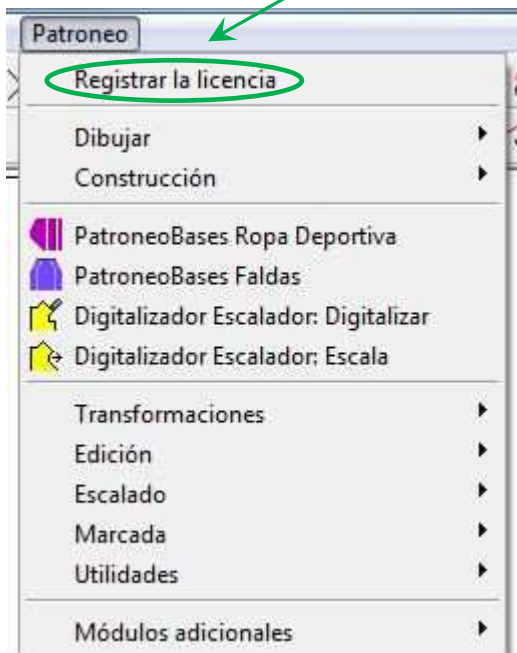 Patroneo
Registrar la licencia
Dibujar
Construcción
PatroneoBases Ropa Deportiva
PatroneoBases Faldas
Digitalizador Escalador: Digitalizar
Digitalizador Escalador: Escala
Transformaciones
Edición
Escalado
Marcada
Utilidades
Módulos adicionales